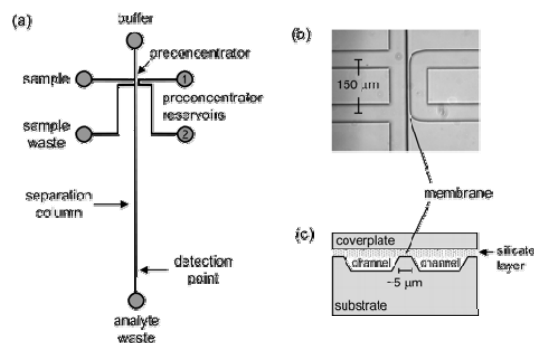 (a)
buffer
preconcentrator
sample
1
preconcentrator
reservoirs
sample
waste
2
separation
column
detection
point
analyte
waste
(b)
150 μm
membrane
(c)
coverplate
silicate
layer
channel
channel
~5 μm
substrate